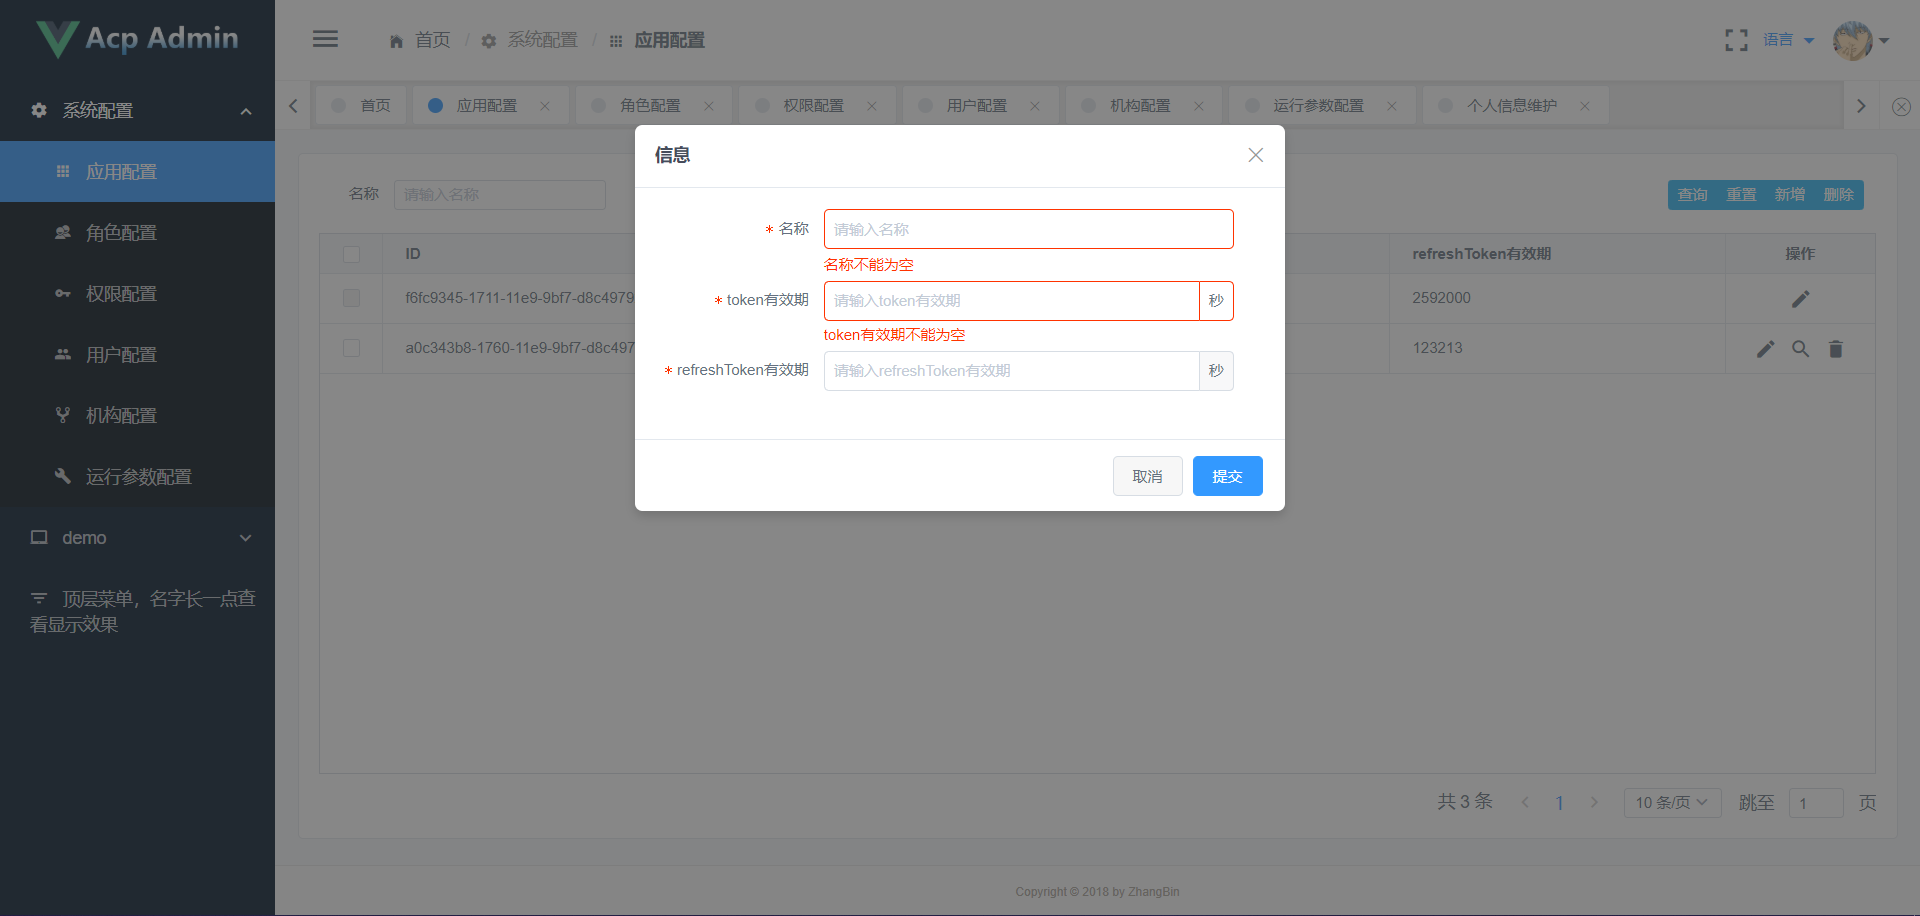 Acp Admin
系统配置
应用配置
角色配置
权限配置
用户配置
机构配置
运行参数配置
demo
顶层菜单，名字长一点查
看显示效果
首页 / 系统配置 / 应用配置
语言
首页 应用配置 角色配置 权限配置 用户配置 机构配置 运行参数配置 个人信息维护
名称 请输入名称
查询 重置 新增 删除
ID refreshToken有效期 操作
f6fc9345-1711-11e9-9bf7-d8c4979 2592000
a0c343b8-1760-11e9-9bf7-d8c497 123213
信息
* 名称 请输入名称
名称不能为空
* token有效期 请输入token有效期 秒
token有效期不能为空
* refreshToken有效期 请输入refreshToken有效期 秒
取消 提交
共 3 条 1 10 条/页 跳至 1 页
Copyright © 2018 by ZhangBin